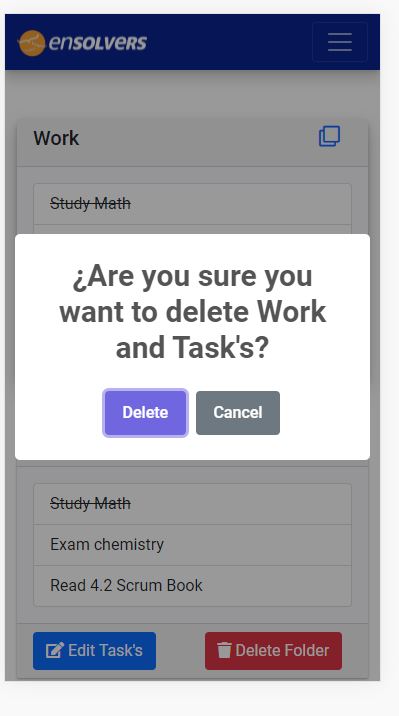 ensolvers
Work
Study Math
¿Are you sure you
want to delete Work
and Task's?
Delete
Cancel
Study Math
Exam chemistry
Read 4.2 Scrum Book
Edit Task's
Delete Folder